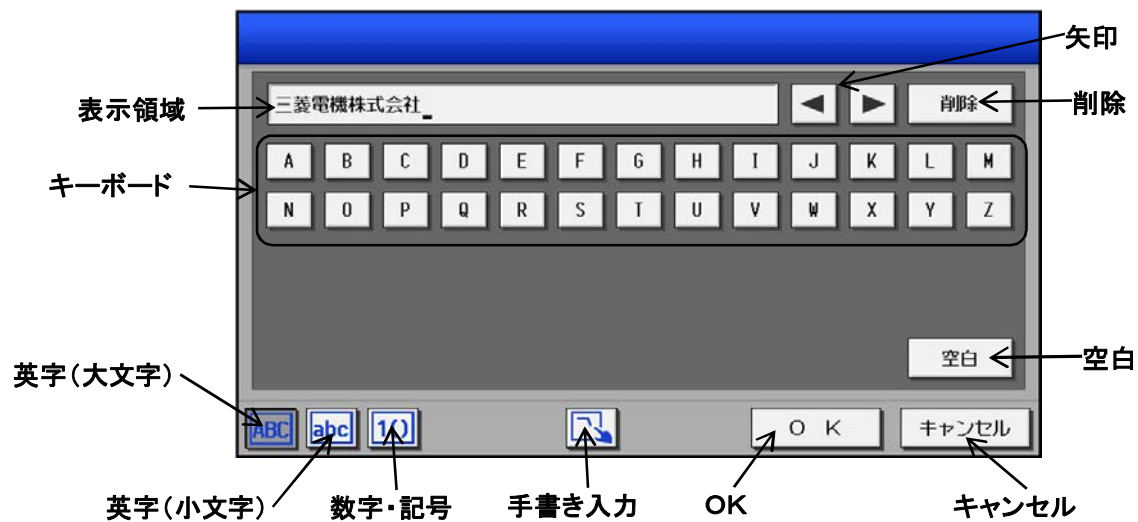 矢印
三菱電機株式会社_
◀ ▶ 削除
表示領域
削除
A B C D E F G H I J K L M
キーボード
N O P Q R S T U V W X Y Z
空白
空白
英字(大文字)
ABC abc 1() O K キャンセル
英字(小文字) 数字・記号 手書き入力 OK キャンセル